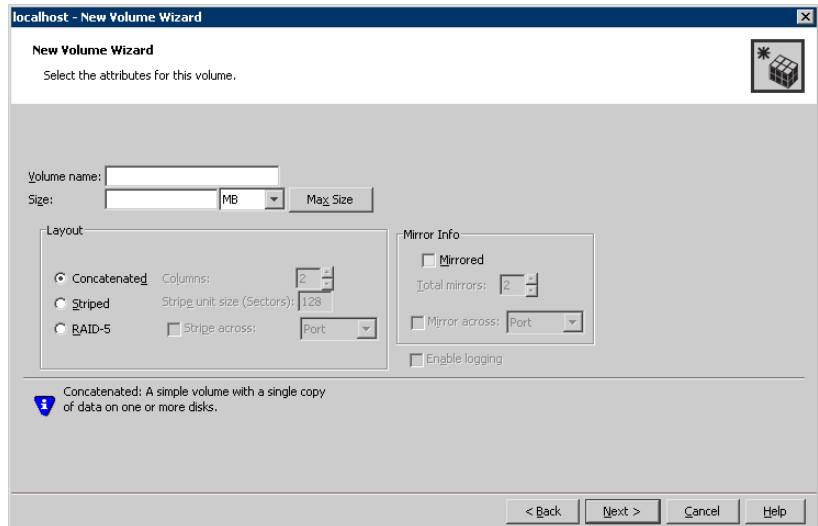 localhost - New Volume Wizard
New Volume Wizard
Select the attributes for this volume.
Volume name:
Size: MB Max Size
Layout
Concatenated Columns: 2
Striped Stripe unit size (Sectors): 128
RAID-5 Stripe across: Port
Mirror Info
Mirrored
Total mirrors: 2
Mirror across: Port
Enable logging
Concatenated: A simple volume with a single copy
of data on one or more disks.
< Back Next > Cancel Help